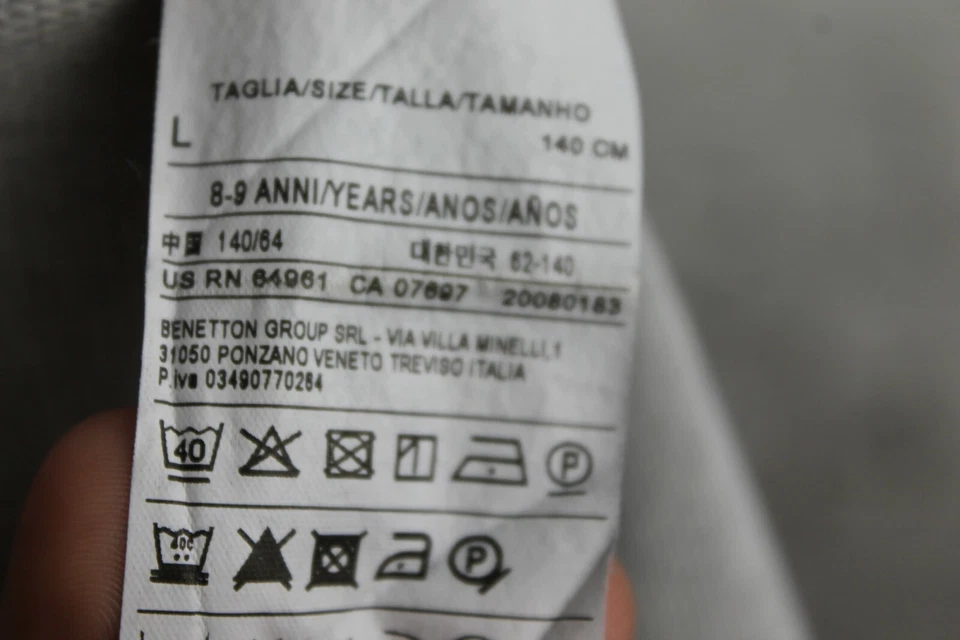 TAGLIA/SIZE/TALLA/TAMANHO
L 140 CM
8-9 ANNI/YEARS/ANOS/AÑOS
中国 140/64 대한민국 62-140
US RN 64961 CA 07697 20080183
BENETTON GROUP SRL - VIA VILLA MINELLI,1
31050 PONZANO VENETO TREVISO ITALIA
P.iva 03490770264
40 P
40C P